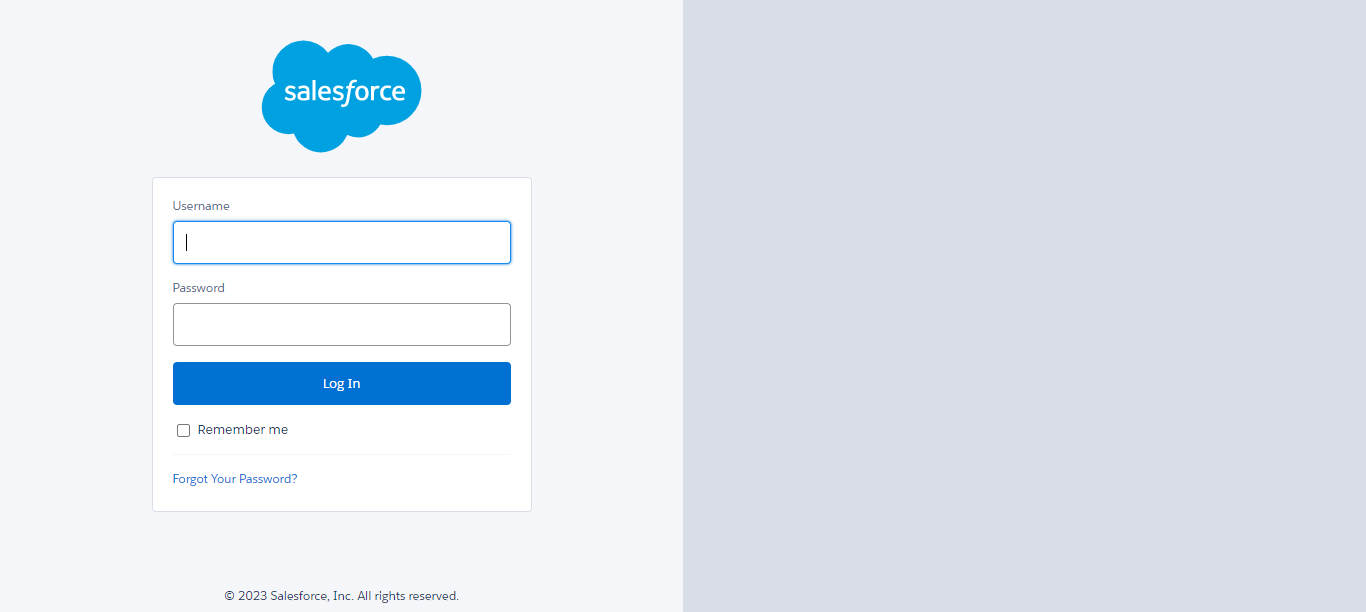 salesforce
Username
Password
Log In
Remember me
Forgot Your Password?
© 2023 Salesforce, Inc. All rights reserved.